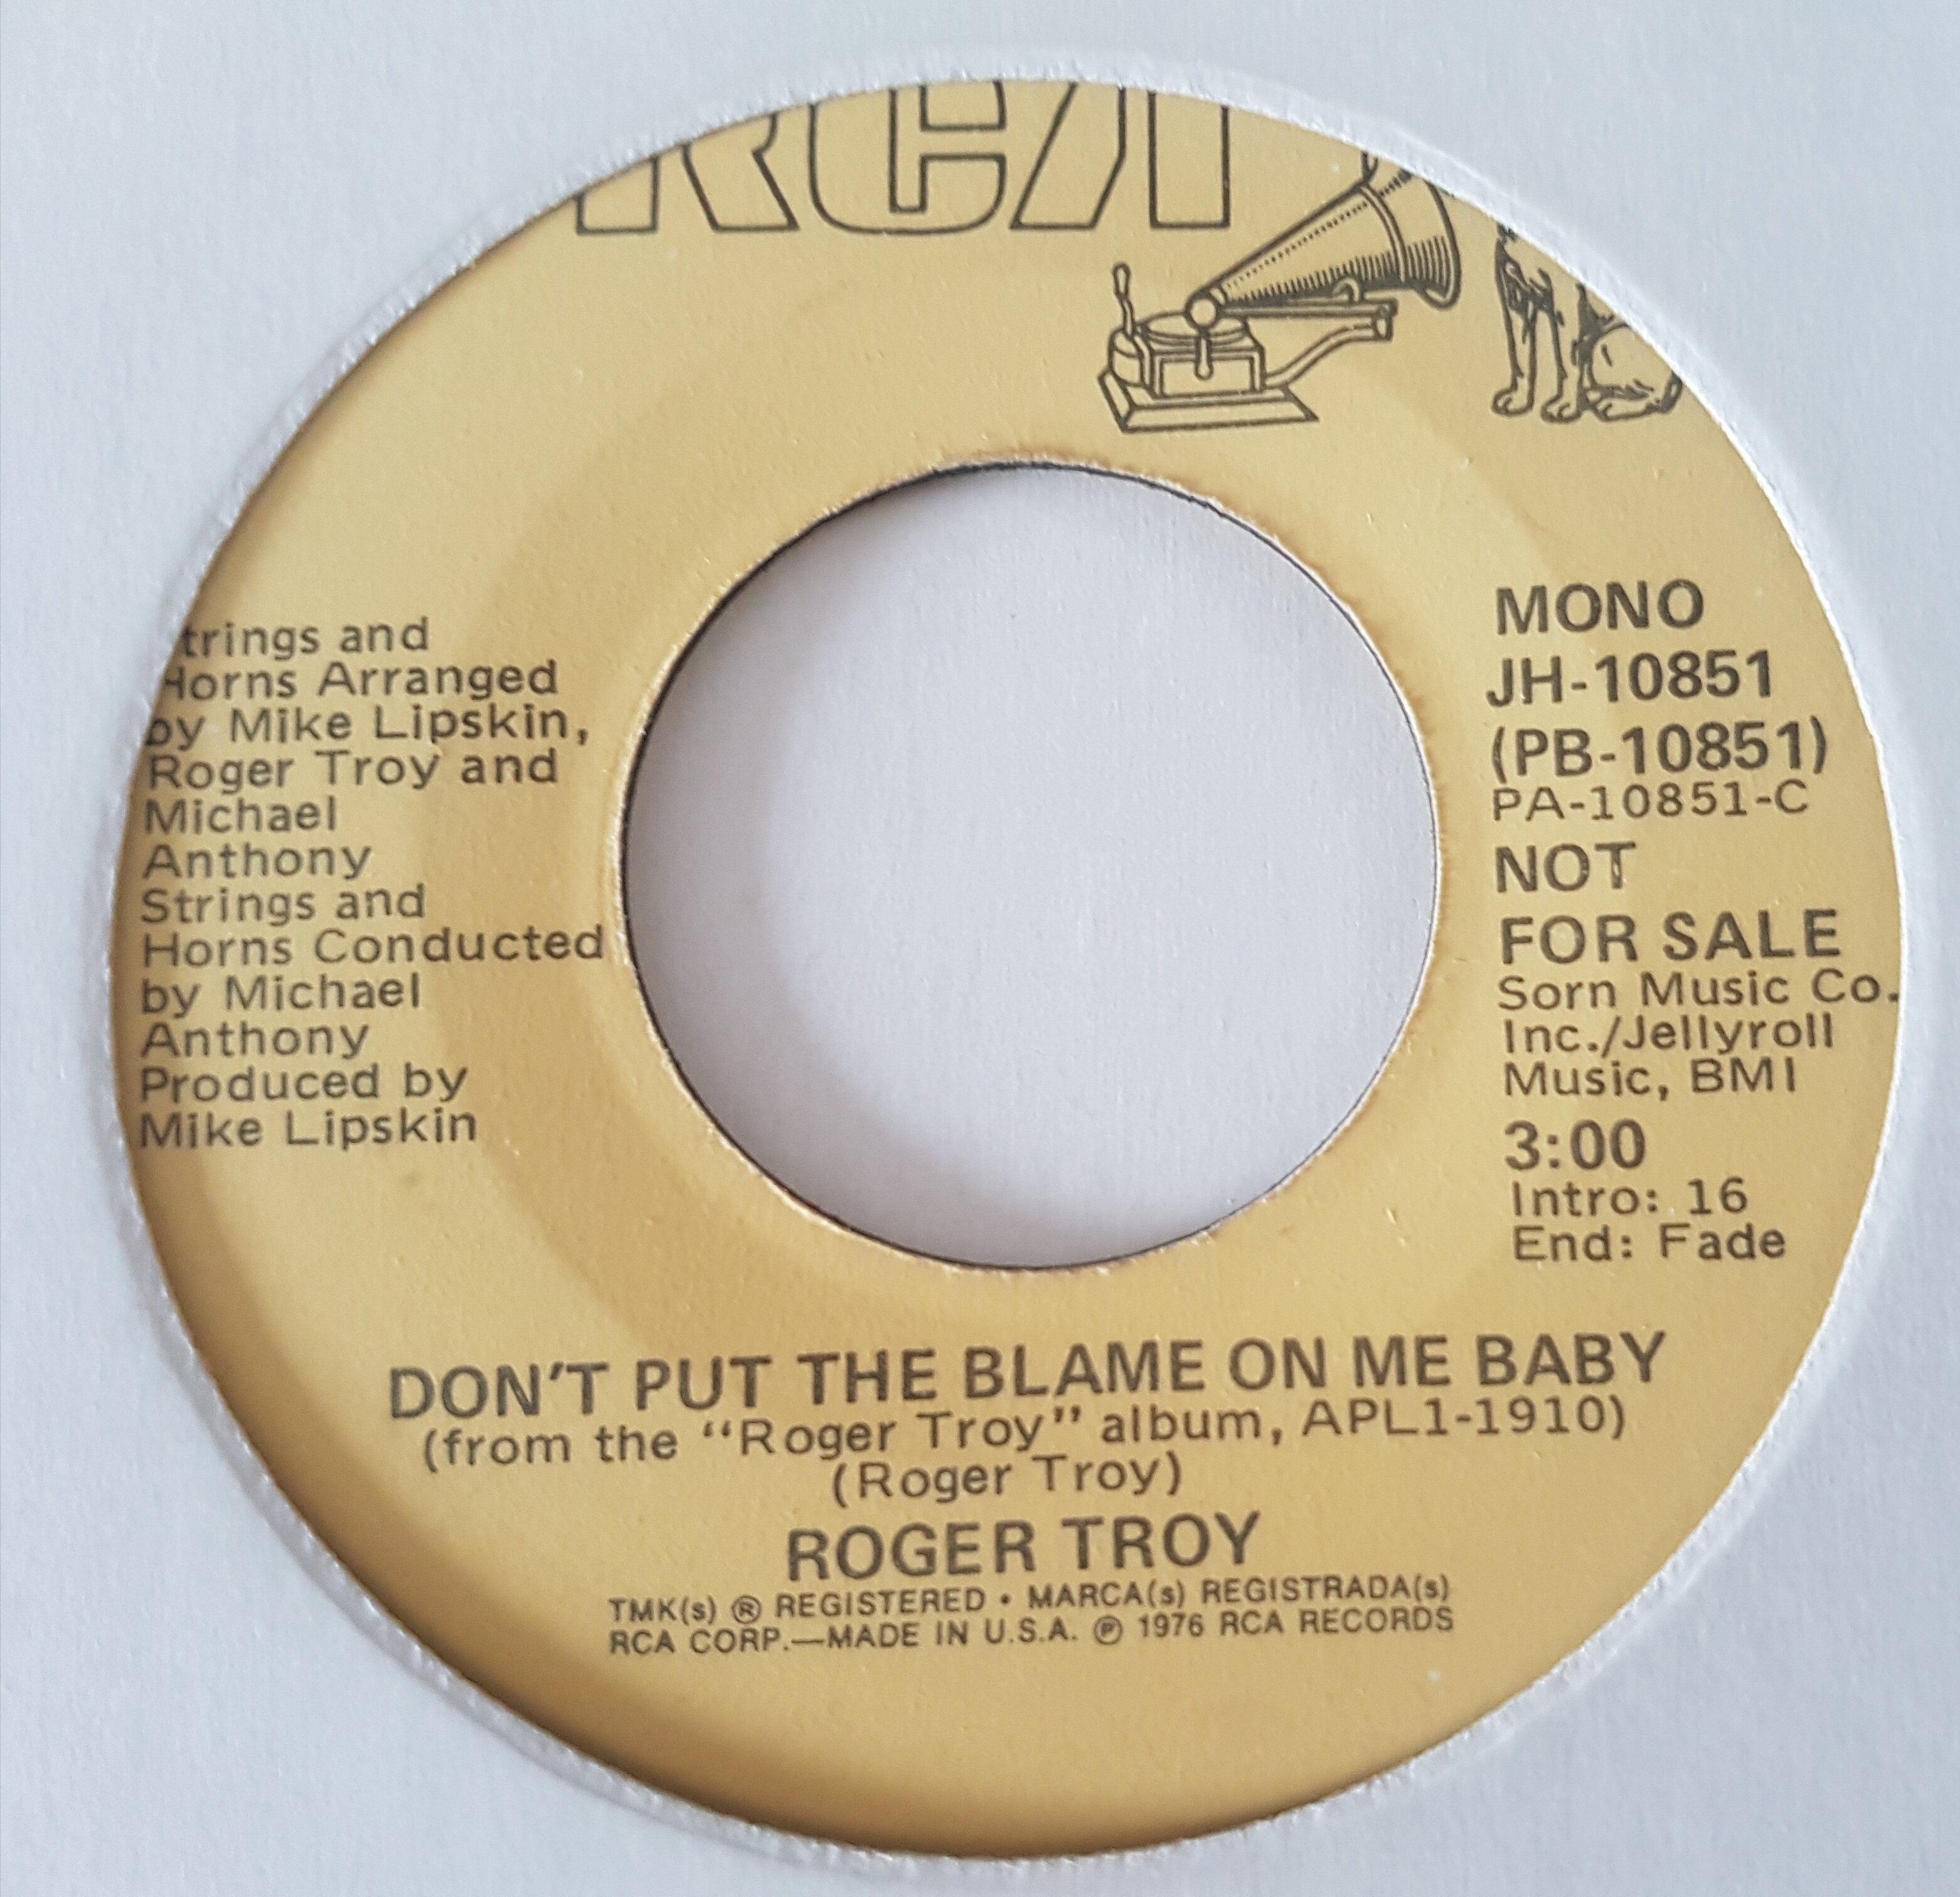 RCA
trings and
Horns Arranged
by Mike Lipskin,
Roger Troy and
Michael
Anthony
Strings and
Horns Conducted
by Michael
Anthony
Produced by
Mike Lipskin
MONO
JH-10851
(PB-10851)
PA-10851-C
NOT
FOR SALE
Sorn Music Co.
Inc./Jellyroll
Music, BMI
3:00
Intro: 16
End: Fade
DON'T PUT THE BLAME ON ME BABY
(from the “Roger Troy” album, APL1-1910)
(Roger Troy)
ROGER TROY
TMK(s) ® REGISTERED • MARCA(s) REGISTRADA(s)
RCA CORP.—MADE IN U.S.A. ℗ 1976 RCA RECORDS